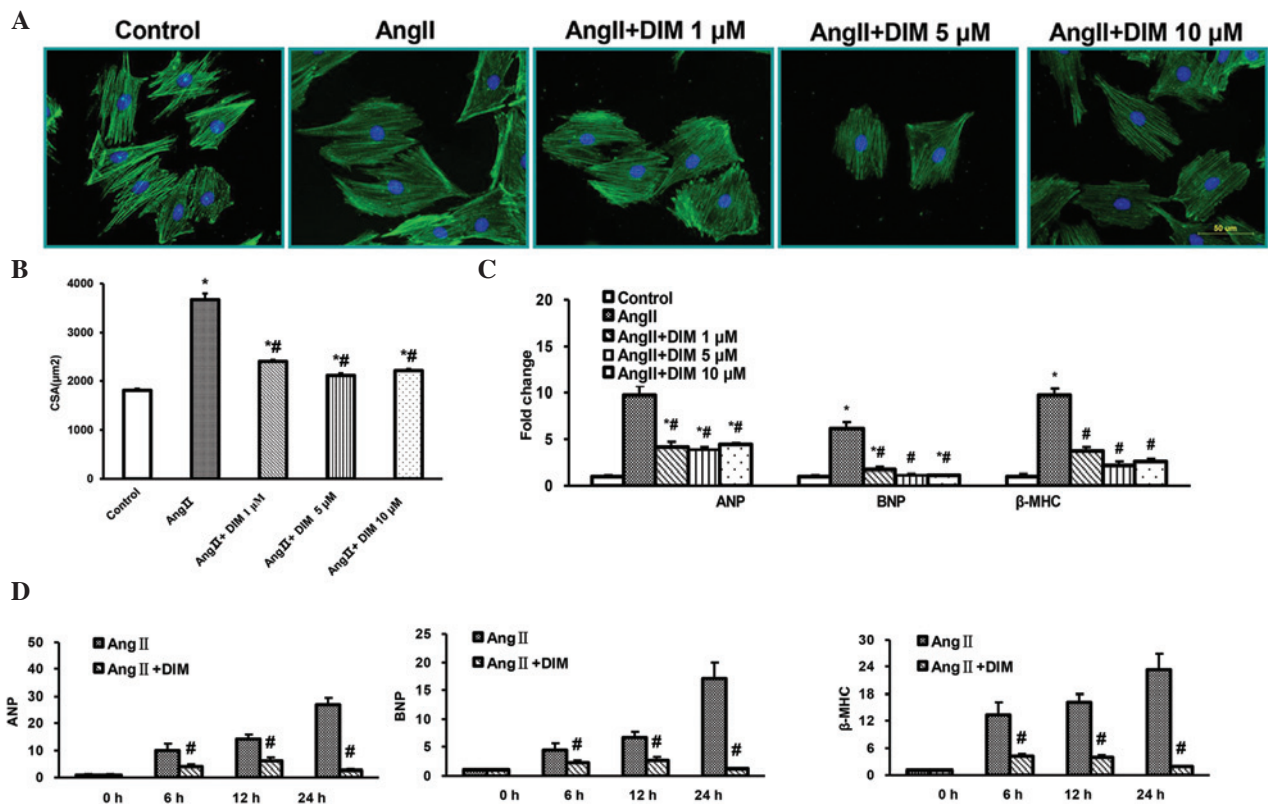 A
Control
AngII
AngII+DIM 1 µM
AngII+DIM 5 µM
AngII+DIM 10 µM
50 um
B
CSA(µm2)
4000
3000
2000
1000
0
*
*#
*#
*#
Control
AngⅡ
AngⅡ+ DIM 1 µM
AngⅡ+ DIM 5 µM
AngⅡ+ DIM 10 µM
C
Fold change
20
15
10
5
0
Control
AngII
AngII+DIM 1 µM
AngII+DIM 5 µM
AngII+DIM 10 µM
*#
*#
*#
*
*#
#
*#
*
#
#
#
ANP
BNP
β-MHC
D
ANP
50
40
30
20
10
0
Ang Ⅱ
Ang Ⅱ +DIM
#
#
#
0 h
6 h
12 h
24 h
BNP
25
20
15
10
5
0
Ang Ⅱ
Ang Ⅱ +DIM
#
#
#
0 h
6 h
12 h
24 h
β-MHC
30
24
18
12
6
0
Ang Ⅱ
Ang Ⅱ +DIM
#
#
#
0 h
6 h
12 h
24 h